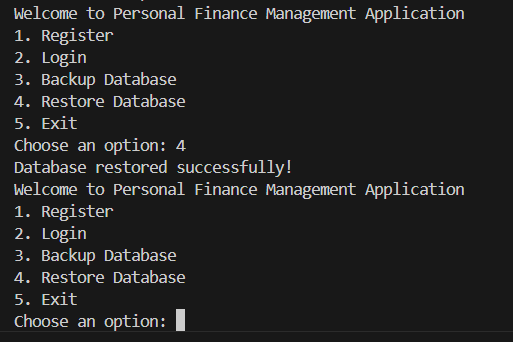 Welcome to Personal Finance Management Application
1. Register
2. Login
3. Backup Database
4. Restore Database
5. Exit
Choose an option: 4
Database restored successfully!
Welcome to Personal Finance Management Application
1. Register
2. Login
3. Backup Database
4. Restore Database
5. Exit
Choose an option: